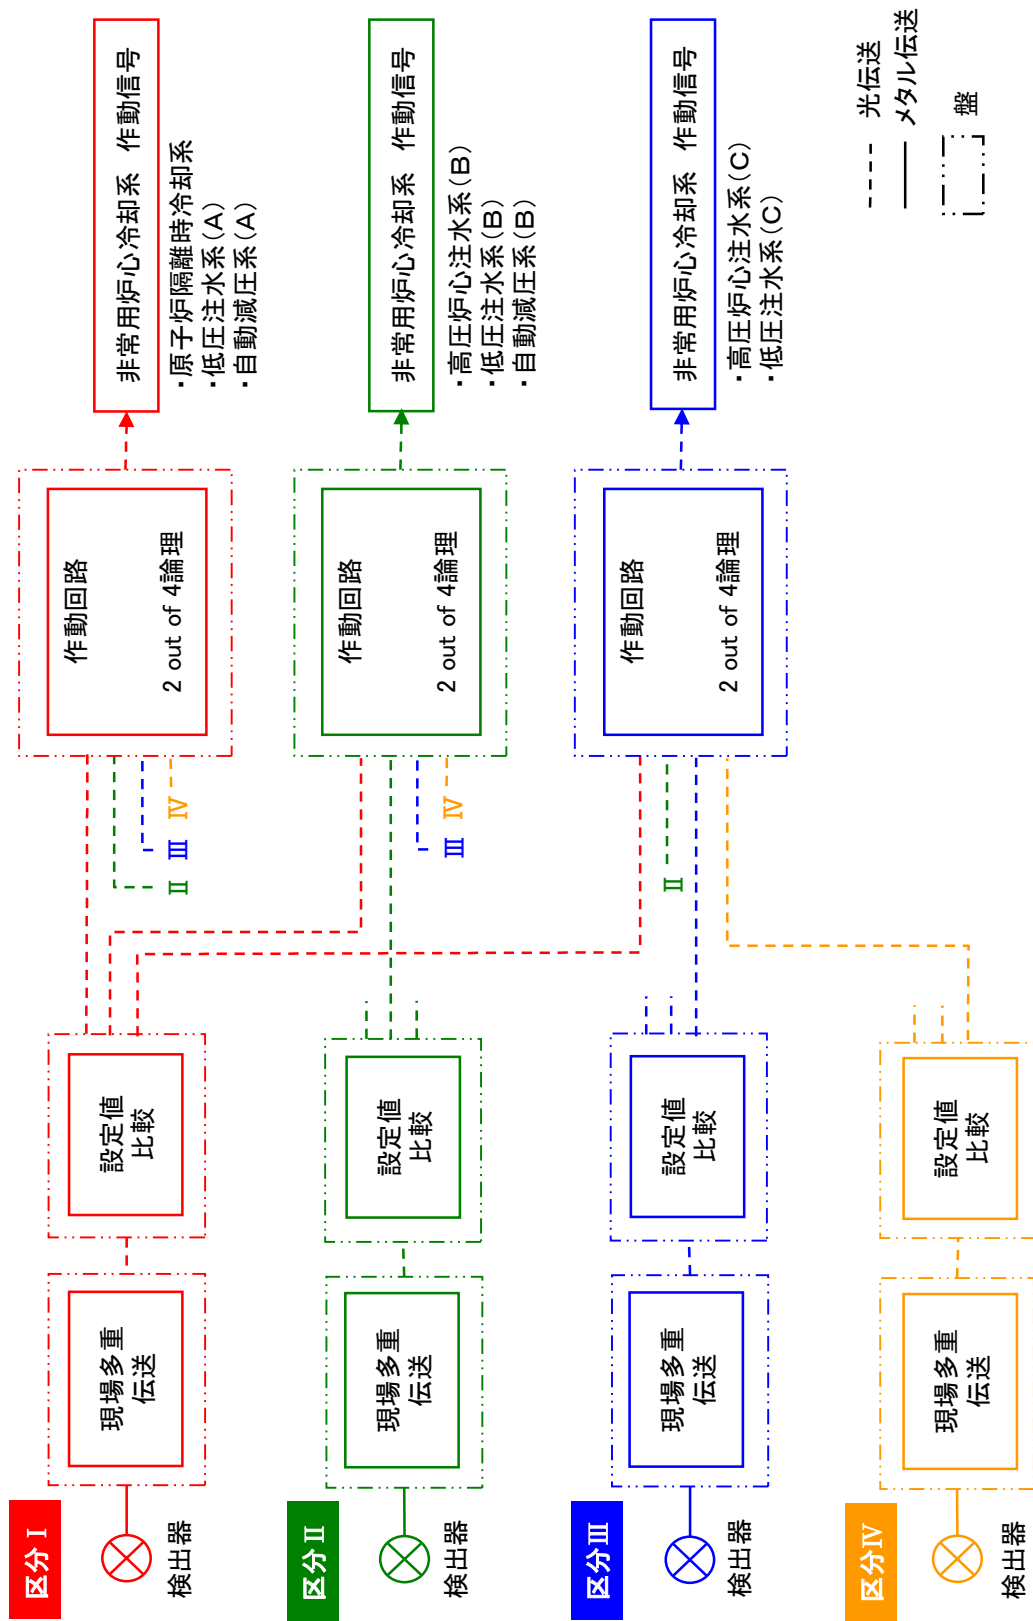 区分Ⅰ
検出器
現場多重
伝送
設定値
比較
Ⅱ
Ⅲ
Ⅳ
作動回路
2 out of 4論理
非常用炉心冷却系 作動信号
・原子炉隔離時冷却系
・低圧注水系(A)
・自動減圧系(A)
区分Ⅱ
検出器
現場多重
伝送
設定値
比較
Ⅲ
Ⅳ
作動回路
2 out of 4論理
非常用炉心冷却系 作動信号
・高圧炉心注水系(B)
・低圧注水系(B)
・自動減圧系(B)
区分Ⅲ
検出器
現場多重
伝送
設定値
比較
Ⅱ
作動回路
2 out of 4論理
非常用炉心冷却系 作動信号
・高圧炉心注水系(C)
・低圧注水系(C)
区分Ⅳ
検出器
現場多重
伝送
設定値
比較
光伝送
メタル伝送
盤